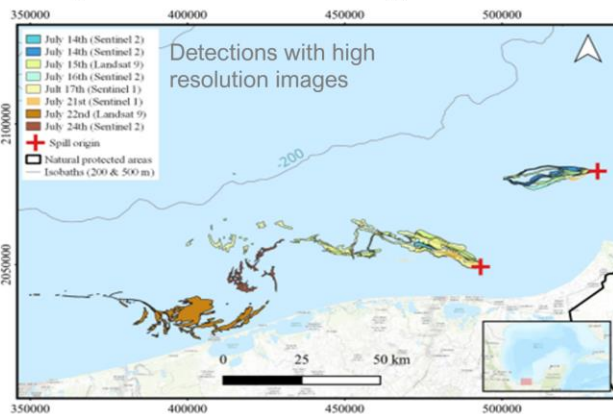 350000 400000 450000 500000
Detections with high
resolution images
July 14th (Sentinel 2)
July 14th (Sentinel 2)
July 15th (Landsat 9)
July 16th (Sentinel 2)
Jult 17th (Sentinel 1)
July 21st (Sentinel 1)
July 22nd (Landsat 9)
July 24th (Sentinel 2)
Spill origin
Natural protected areas
Isobaths (200 & 500 m)
2100000
-200
2050000
0 25 50 km
350000 400000 450000 500000